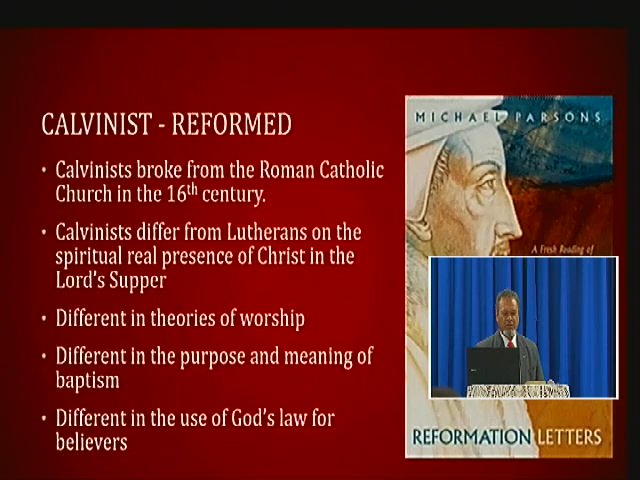 CALVINIST - REFORMED
• Calvinists broke from the Roman Catholic
Church in the 16th century.
• Calvinists differ from Lutherans on the
spiritual real presence of Christ in the
Lord's Supper
• Different in theories of worship
• Different in the purpose and meaning of
baptism
• Different in the use of God's law for
believers
MICHAEL PARSONS
A Fresh Reading of
REFORMATION LETTERS